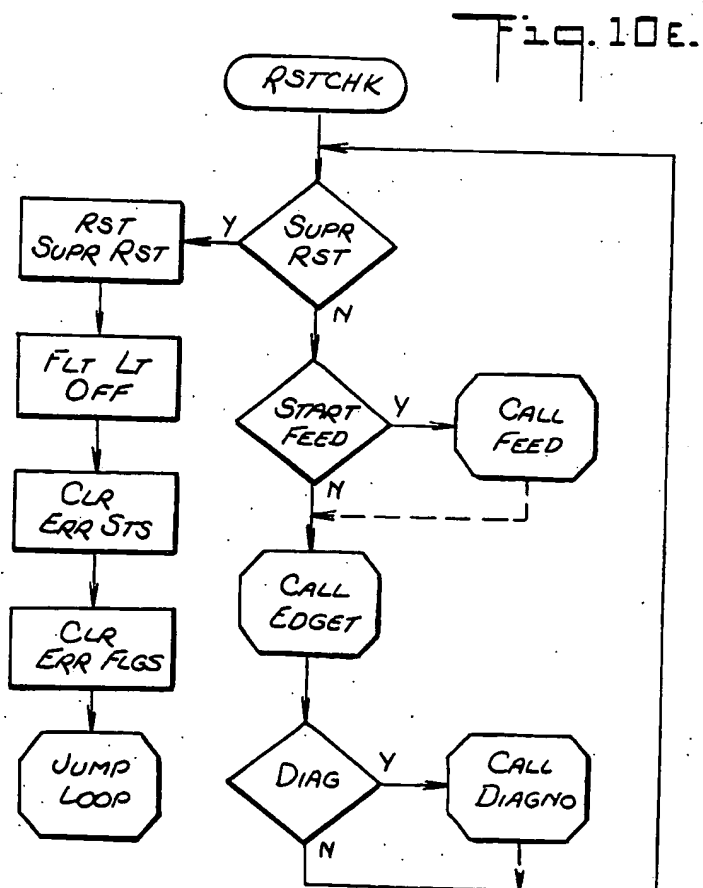 Fig. 10E.
RSTCHK
SUPR
RST
Y
N
RST
SUPR RST
FLT LT
OFF
CLR
ERR STS
CLR
ERR FLGS
JUMP
LOOP
START
FEED
Y
N
CALL
FEED
CALL
EDGET
DIAG
Y
N
CALL
DIAGNO